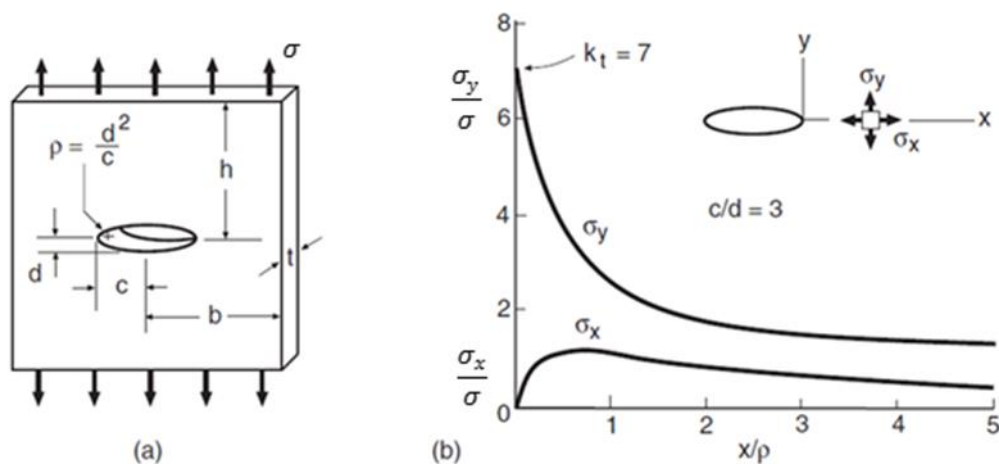 σ
ρ = d²/c
h
d
c
t
b
(a)
8
6
4
2
0
σ_y/σ
σ_x/σ
k_t = 7
y
σ_y
x
σ_x
c/d = 3
σ_y
σ_x
1 2 3 4 5
x/ρ
(b)